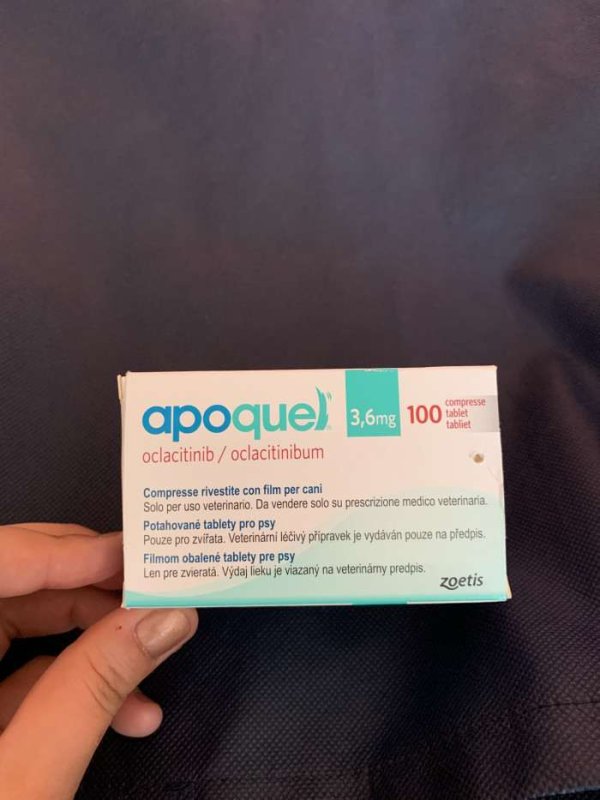 apoquel
3,6mg
100 compresse
tablet
tabliet
oclacitinib / oclacitinibum
Compresse rivestite con film per cani
Solo per uso veterinario. Da vendere solo su prescrizione medico veterinaria.
Potahované tablety pro psy
Pouze pro zvířata. Veterinární léčivý přípravek je vydáván pouze na předpis.
Filmom obalené tablety pre psy
Len pre zvieratá. Výdaj lieku je viazaný na veterinárny predpis.
zoetis